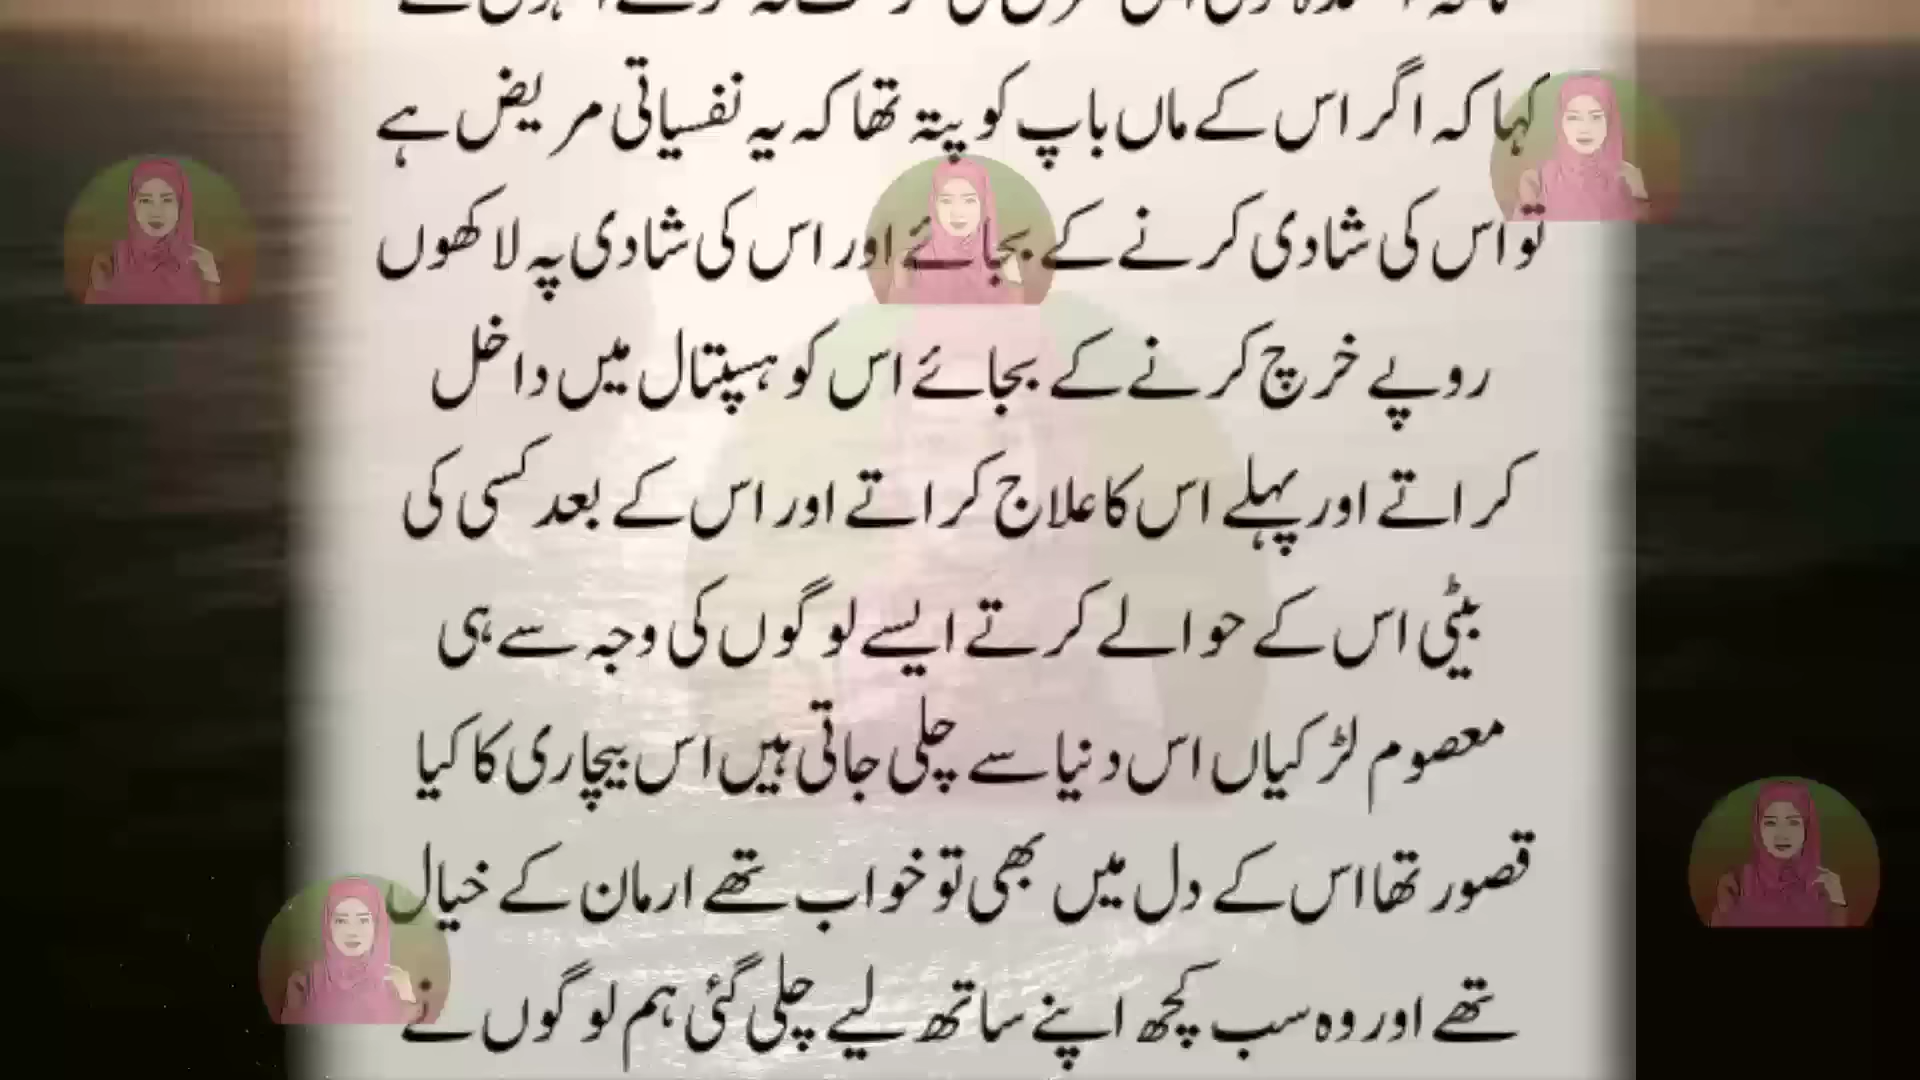 کہا کہ اگر اس کے ماں باپ کو پتہ تھا کہ یہ نفسیاتی مریض ہے
تو اس کی شادی کرنے کے بجائے اور اس کی شادی پہ لاکھوں
روپے خرچ کرنے کے بجائے اس کو ہسپتال میں داخل
کراتے اور پہلے اس کا علاج کراتے اور اس کے بعد کسی کی
بیٹی اس کے حوالے کرتے ایسے لوگوں کی وجہ سے ہی
معصوم لڑکیاں اس دنیا سے چلی جاتی ہیں اس بیچاری کا کیا
قصور تھا اس کے دل میں بھی تو خواب تھے ارمان کے خیال
تھے اور وہ سب کچھ اپنے ساتھ لیے چلی گئی ہم لوگوں نے